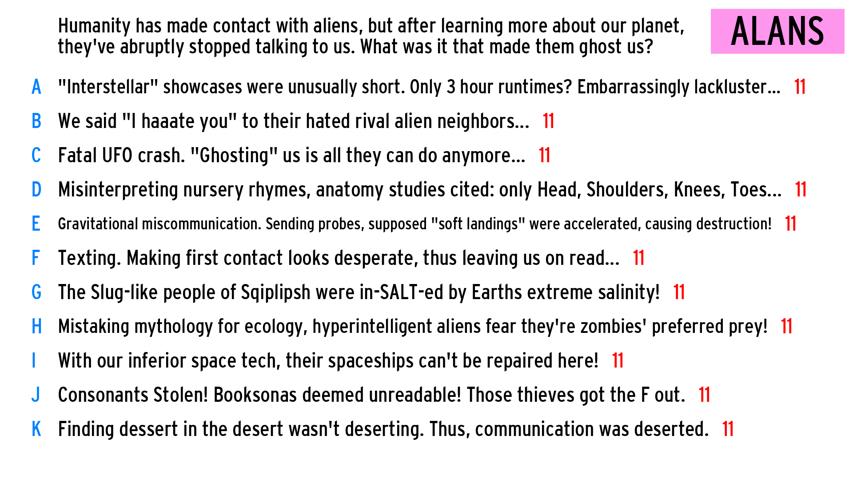 Humanity has made contact with aliens, but after learning more about our planet,
they've abruptly stopped talking to us. What was it that made them ghost us?
ALANS
A "Interstellar" showcases were unusually short. Only 3 hour runtimes? Embarrassingly lackluster... 11
B We said "I haaate you" to their hated rival alien neighbors... 11
C Fatal UFO crash. "Ghosting" us is all they can do anymore... 11
D Misinterpreting nursery rhymes, anatomy studies cited: only Head, Shoulders, Knees, Toes... 11
E Gravitational miscommunication. Sending probes, supposed "soft landings" were accelerated, causing destruction! 11
F Texting. Making first contact looks desperate, thus leaving us on read... 11
G The Slug-like people of Sqiplipsh were in-SALT-ed by Earths extreme salinity! 11
H Mistaking mythology for ecology, hyperintelligent aliens fear they're zombies' preferred prey! 11
I With our inferior space tech, their spaceships can't be repaired here! 11
J Consonants Stolen! Booksonas deemed unreadable! Those thieves got the F out. 11
K Finding dessert in the desert wasn't deserting. Thus, communication was deserted. 11